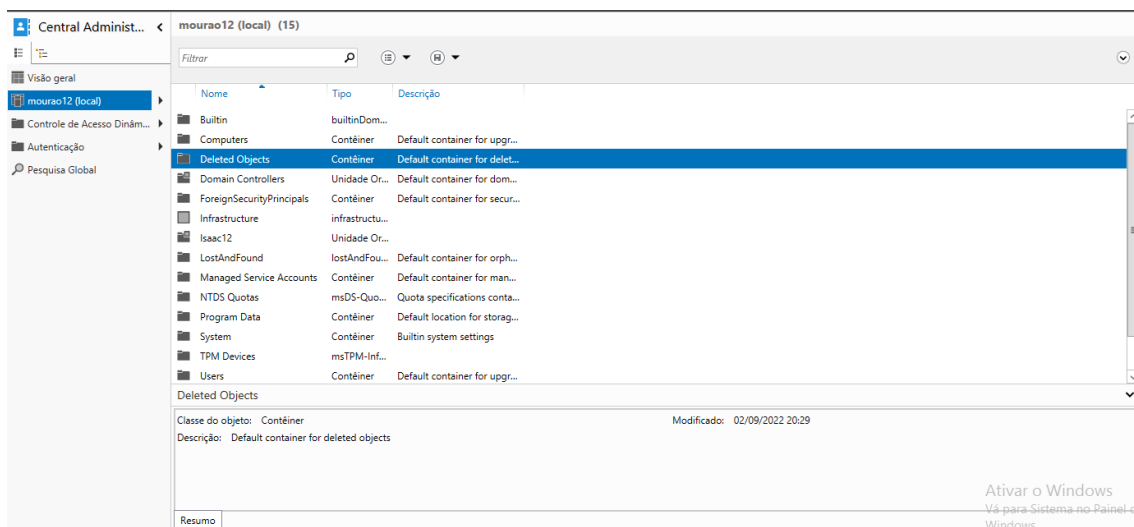 Central Administ...
mourao12 (local) (15)
Filtrar
Visão geral
mourao12 (local)
Controle de Acesso Dinâm...
Autenticação
Pesquisa Global
Nome Tipo Descrição
Builtin builtinDom...
Computers Contêiner Default container for upgr...
Deleted Objects Contêiner Default container for delet...
Domain Controllers Unidade Or... Default container for dom...
ForeignSecurityPrincipals Contêiner Default container for secur...
Infrastructure infrastructu...
Isaac12 Unidade Or...
LostAndFound lostAndFou... Default container for orph...
Managed Service Accounts Contêiner Default container for man...
NTDS Quotas msDS-Quo... Quota specifications conta...
Program Data Contêiner Default location for storag...
System Contêiner Builtin system settings
TPM Devices msTPM-Inf...
Users Contêiner Default container for upgr...
Deleted Objects
Classe do objeto: Contêiner Modificado: 02/09/2022 20:29
Descrição: Default container for deleted objects
Ativar o Windows
Vá para Sistema no Painel
Windows
Resumo